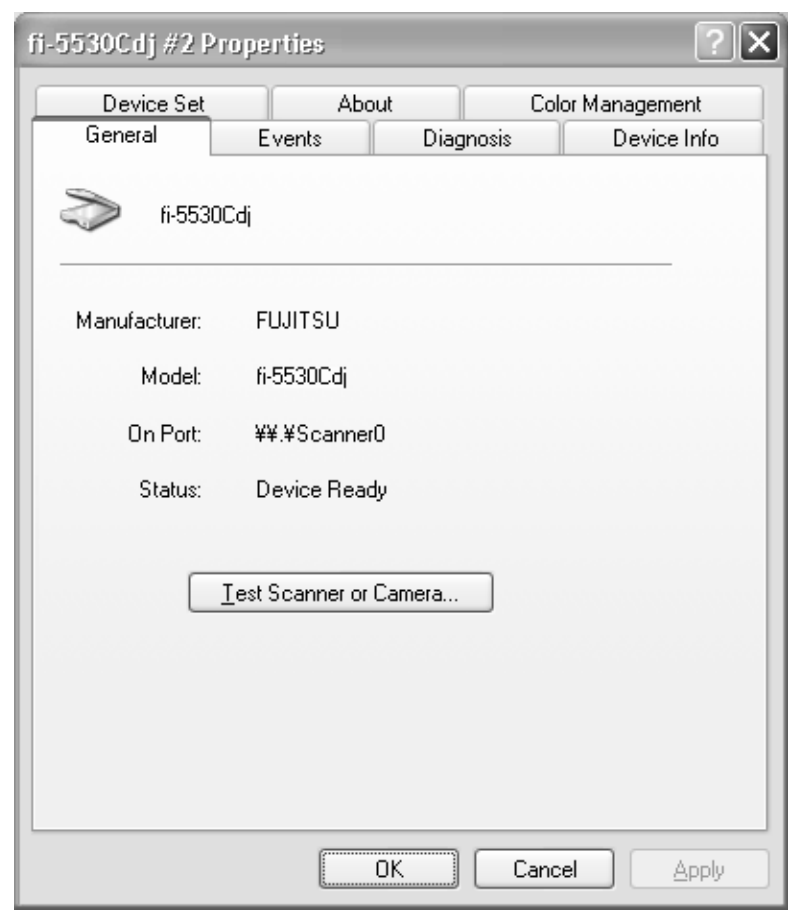 fi-5530Cdj #2 Properties
Device Set About Color Management
General Events Diagnosis Device Info
fi-5530Cdj
Manufacturer: FUJITSU
Model: fi-5530Cdj
On Port: ¥¥.¥Scanner0
Status: Device Ready
Test Scanner or Camera...
OK Cancel Apply